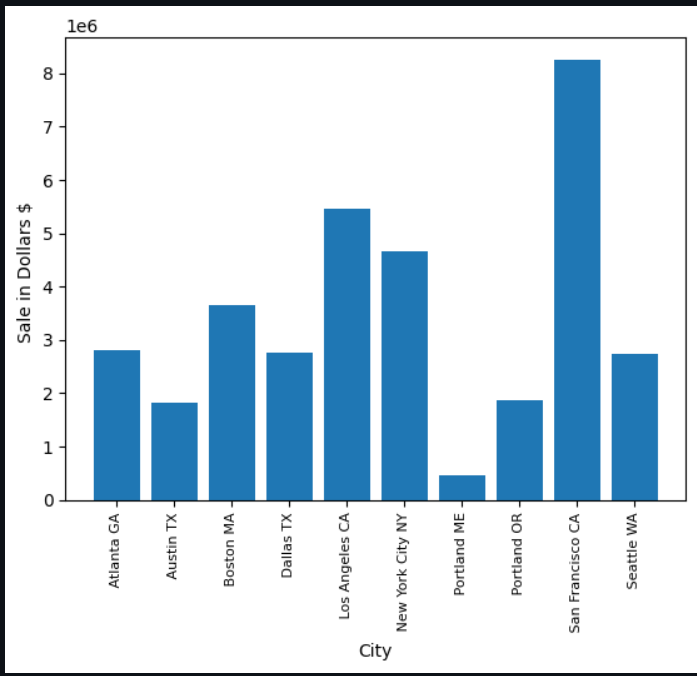 1e6
8
7
6
5
4
3
2
1
0
Sale in Dollars $
Atlanta GA
Austin TX
Boston MA
Dallas TX
Los Angeles CA
New York City NY
Portland ME
Portland OR
San Francisco CA
Seattle WA
City